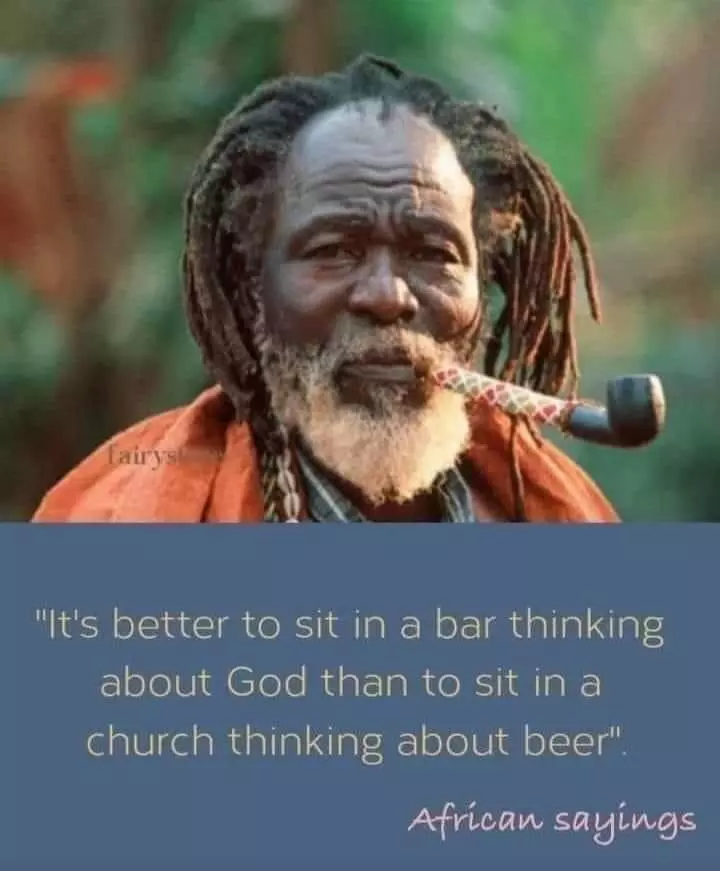 "It's better to sit in a bar thinking
about God than to sit in a
church thinking about beer".
African sayings